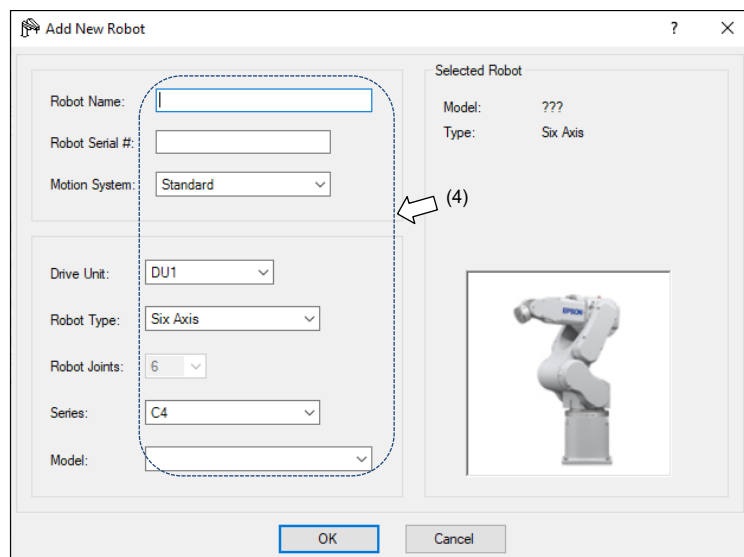 Add New Robot
?
Robot Name:
Robot Serial #:
Motion System: Standard
Drive Unit: DU1
Robot Type: Six Axis
Robot Joints: 6
Series: C4
Model:
(4)
Selected Robot
Model: ???
Type: Six Axis
EPSON
OK
Cancel